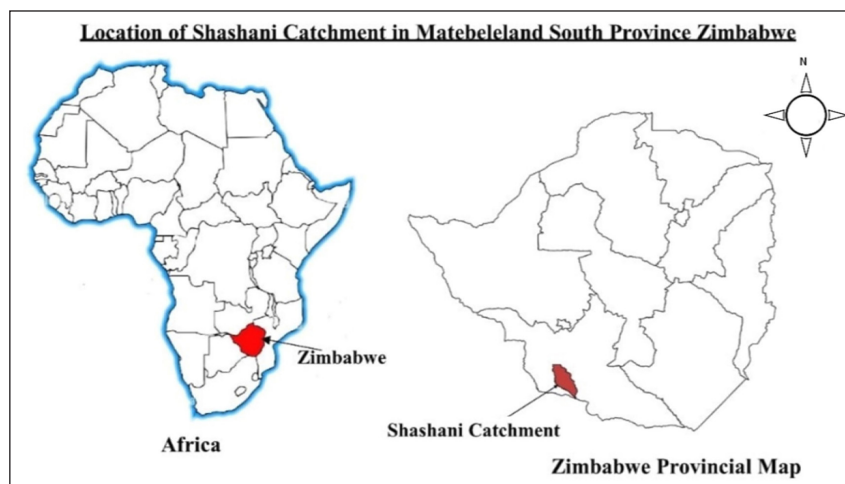 Location of Shashani Catchment in Matebeleland South Province Zimbabwe
N
Zimbabwe
Shashani Catchment
Africa
Zimbabwe Provincial Map